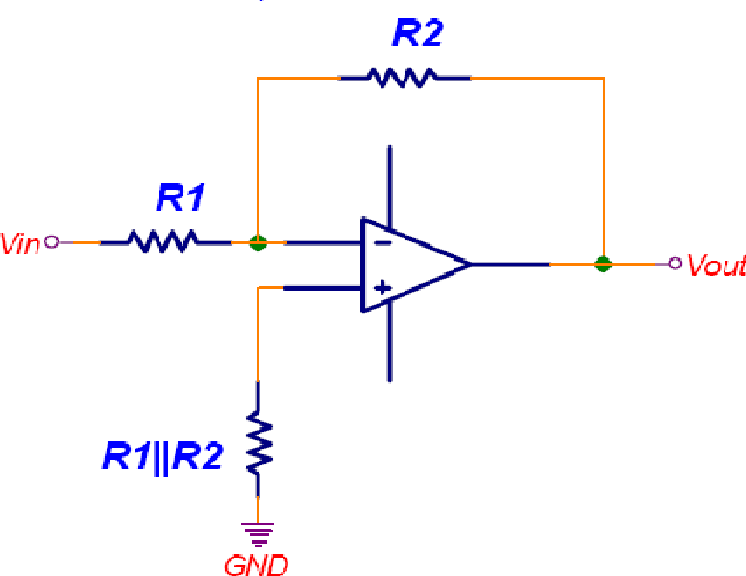 R2
R1
Vin
−
+
Vout
R1||R2
GND